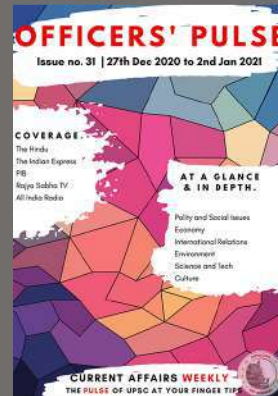 OFFICERS' PULSE
Issue no. 31 | 27th Dec 2020 to 2nd Jan 2021
COVERAGE.
The Hindu
The Indian Express
PIB
Rajya Sabha TV
All India Radio
AT A GLANCE
& IN DEPTH.
Polity and Social Issues
Economy
International Relations
Environment
Science and Tech
Culture
CURRENT AFFAIRS WEEKLY
THE PULSE OF UPSC AT YOUR FINGER TIPS